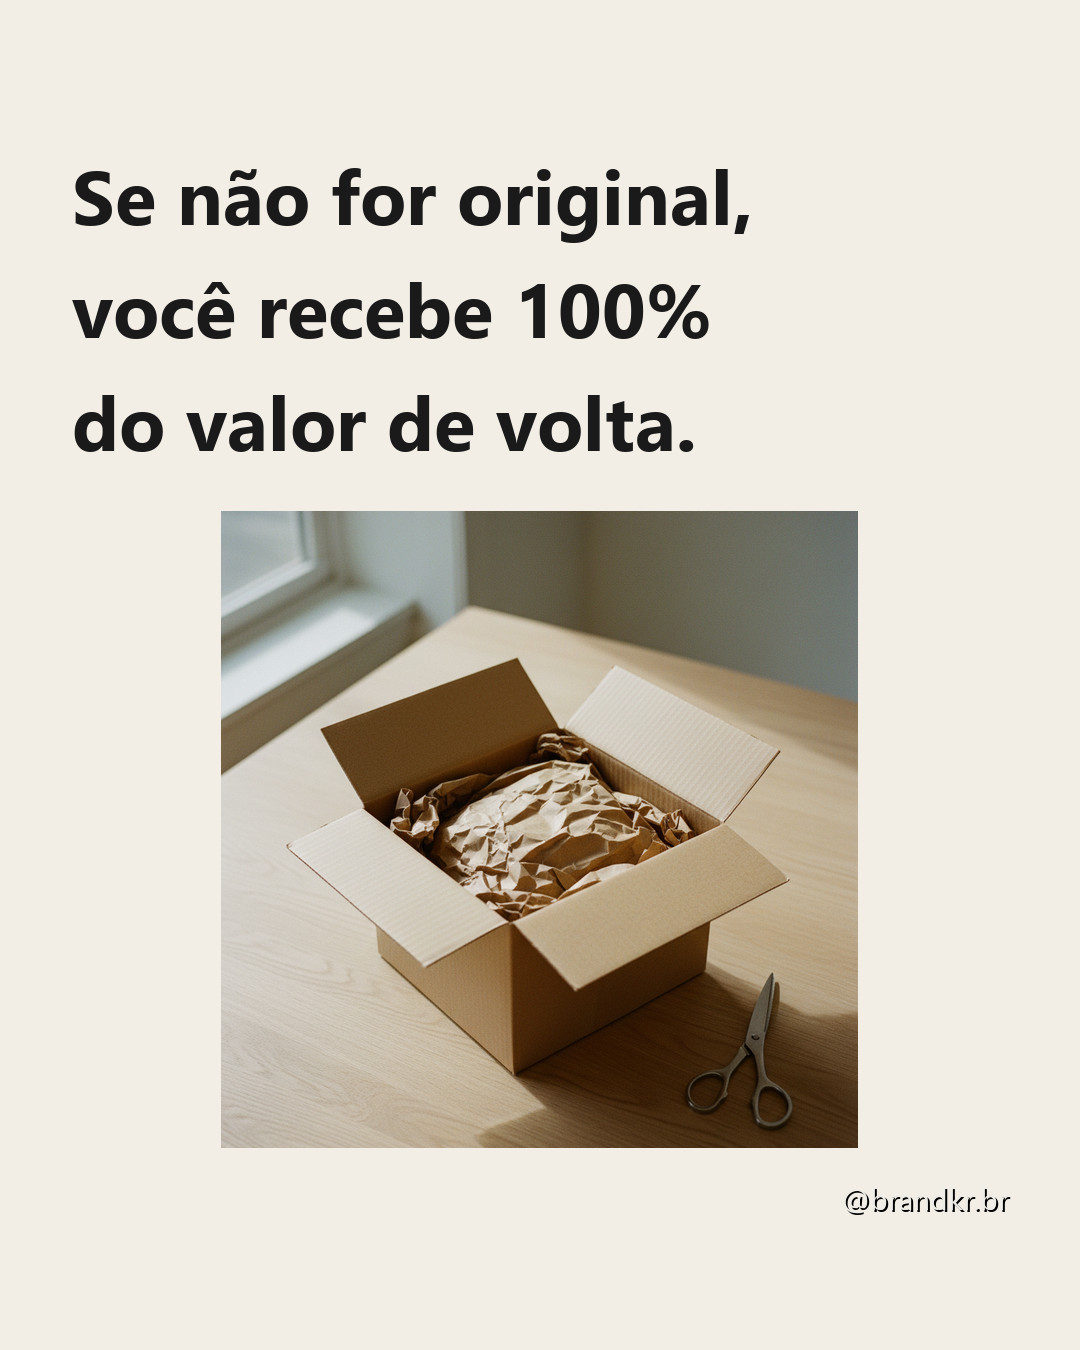 Se não for original,
você recebe 100%
do valor de volta.
@brandkr.br